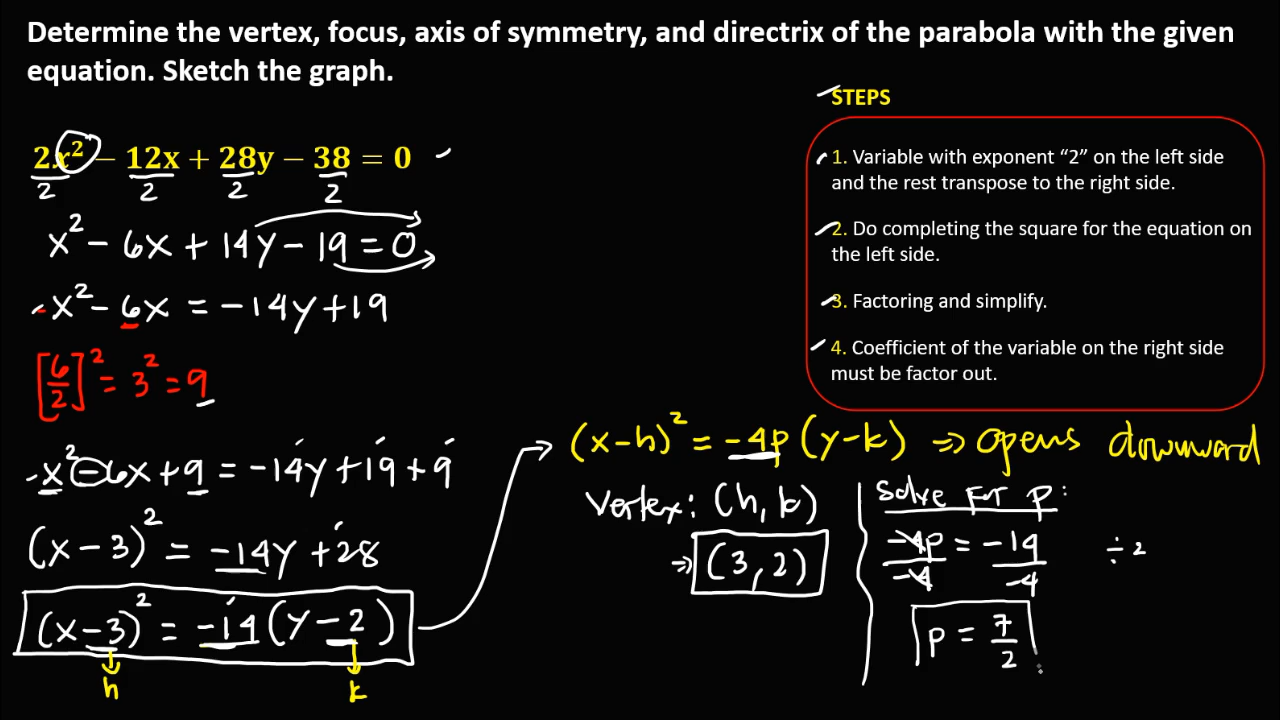 Determine the vertex, focus, axis of symmetry, and directrix of the parabola with the given
equation. Sketch the graph.
STEPS
1. Variable with exponent “2” on the left side
and the rest transpose to the right side.
2. Do completing the square for the equation on
the left side.
3. Factoring and simplify.
4. Coefficient of the variable on the right side
must be factor out.
2x² − 12x + 28y − 38 = 0
2 2 2 2
x² - 6x + 14y - 19 = 0
x² - 6x = -14y + 19
[6/2]² = 3² = 9
x² - 6x + 9 = -14y + 19 + 9
(x - 3)² = -14y + 28
(x - 3)² = -14 (y - 2)
h k
(x-h)² = -4p (y-k) ⇒ opens downward
Vertex: (h, k)
⇒ (3, 2)
Solve for p:
-4p = -14 ÷2
-4 -4
p = 7/2